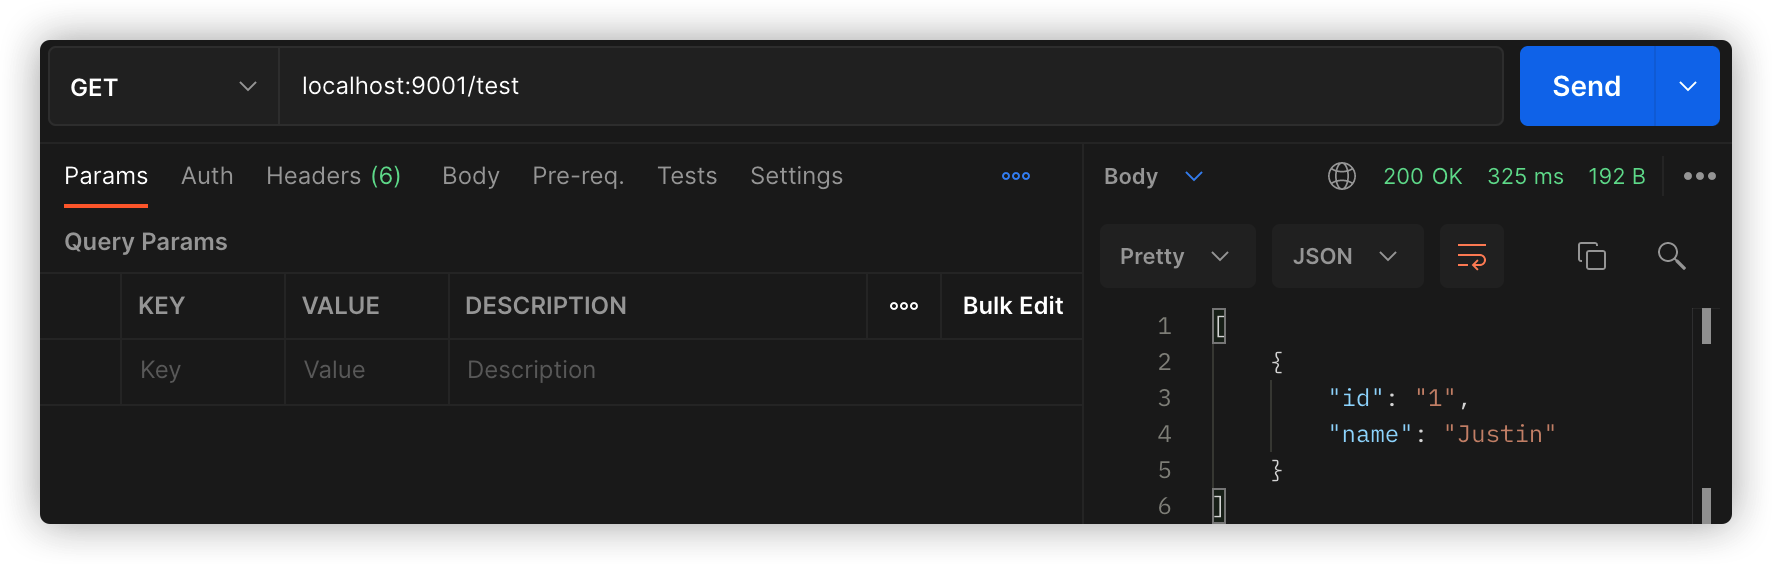 GET localhost:9001/test Send
Params Auth Headers (6) Body Pre-req. Tests Settings
Body 200 OK 325 ms 192 B
Query Params
Pretty JSON
KEY VALUE DESCRIPTION Bulk Edit
Key Value Description
1 [
2 {
3 "id": "1",
4 "name": "Justin"
5 }
6 ]